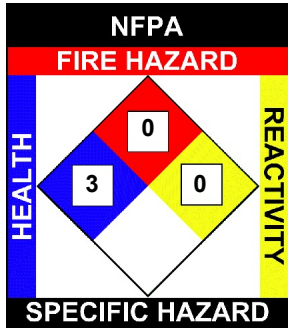 NFPA
FIRE HAZARD
HEALTH
0
3
0
REACTIVITY
SPECIFIC HAZARD